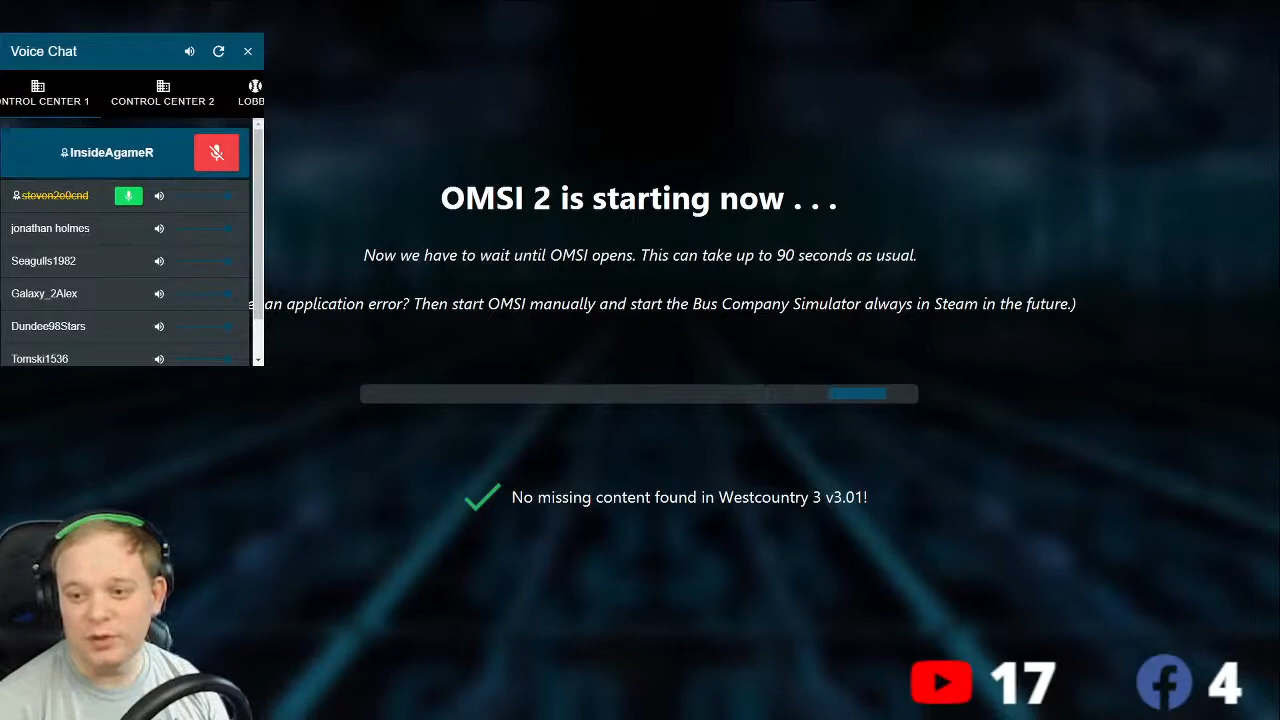 Voice Chat
NTROL CENTER 1
CONTROL CENTER 2
LOBB
InsideAgameR
steven2o0cnd
jonathan holmes
Seagulls1982
Galaxy_2Alex
Dundee98Stars
Tomski1536
OMSI 2 is starting now . . .
Now we have to wait until OMSI opens. This can take up to 90 seconds as usual.
an application error? Then start OMSI manually and start the Bus Company Simulator always in Steam in the future.)
No missing content found in Westcountry 3 v3.01!
17
4